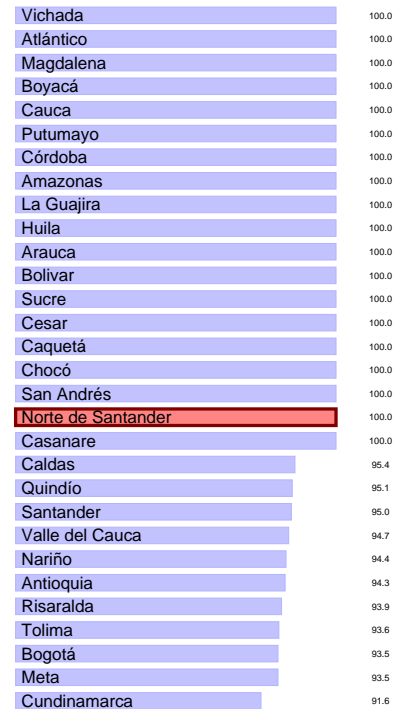 Vichada 100.0
Atlántico 100.0
Magdalena 100.0
Boyacá 100.0
Cauca 100.0
Putumayo 100.0
Córdoba 100.0
Amazonas 100.0
La Guajira 100.0
Huila 100.0
Arauca 100.0
Bolivar 100.0
Sucre 100.0
Cesar 100.0
Caquetá 100.0
Chocó 100.0
San Andrés 100.0
Norte de Santander 100.0
Casanare 100.0
Caldas 95.4
Quindío 95.1
Santander 95.0
Valle del Cauca 94.7
Nariño 94.4
Antioquia 94.3
Risaralda 93.9
Tolima 93.6
Bogotá 93.5
Meta 93.5
Cundinamarca 91.6